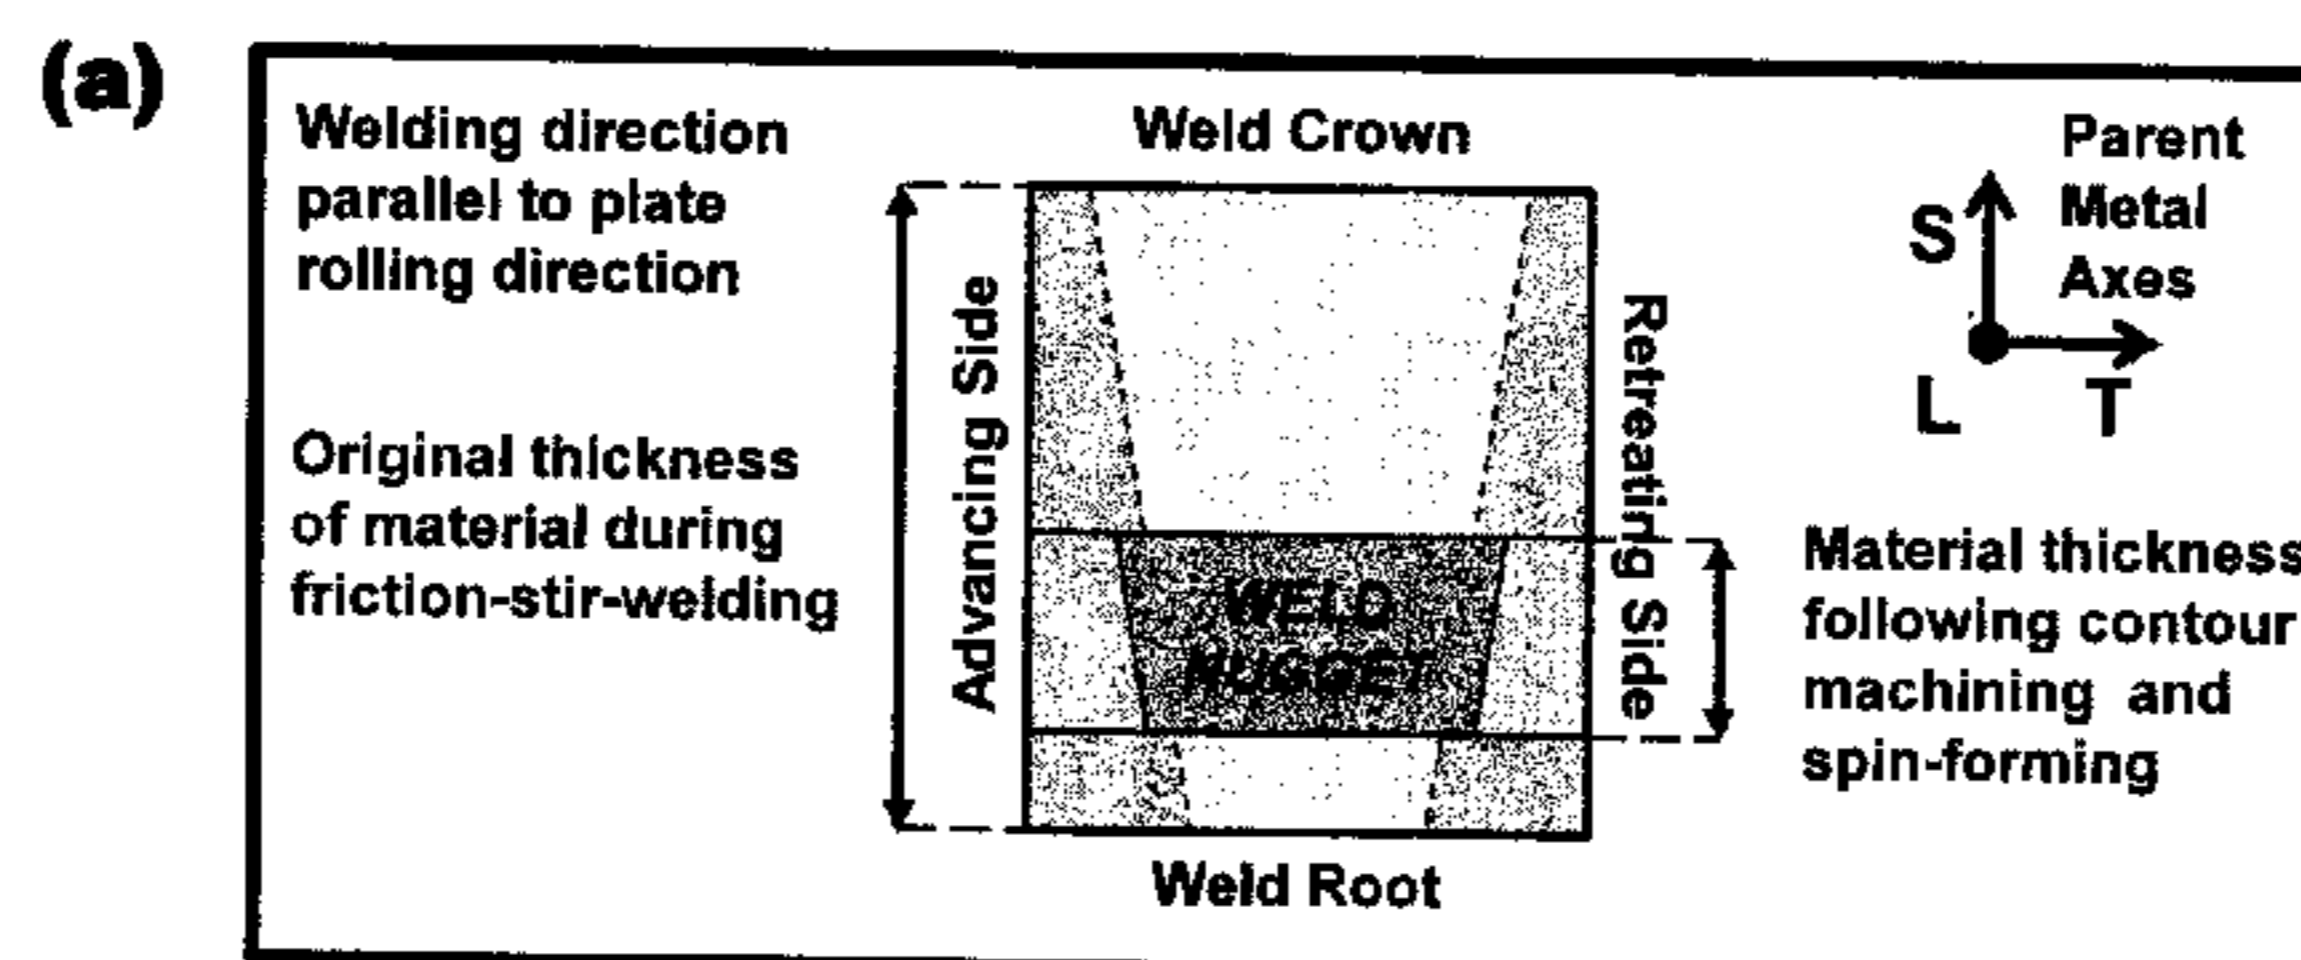 (a)
Welding direction
parallel to plate
rolling direction
Original thickness
of material during
friction-stir-welding
Weld Crown
Advancing Side
WELD
NUGGET
Retreating Side
Weld Root
Parent
Metal
Axes
S
L T
Material thickness
following contour
machining and
spin-forming